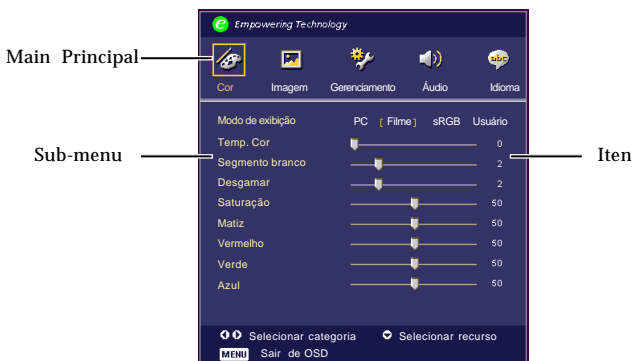 Empowering Technology
Main Principal
abc
Cor Imagem Gerenciamento Áudio Idioma
Modo de exibição PC [ Filme ] sRGB Usuário
Temp. Cor 0
Sub-menu Segmento branco 2 Iten
Desgamar 2
Saturação 50
Matiz 50
Vermelho 50
Verde 50
Azul 50
Selecionar categoria Selecionar recurso
MENU Sair de OSD